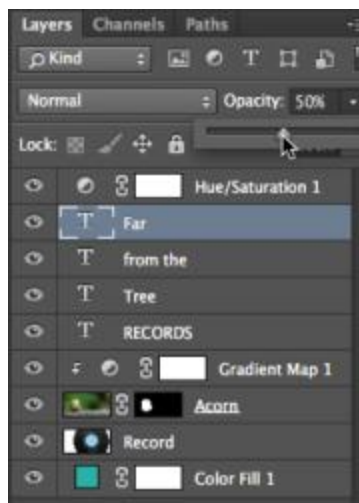 Layers Channels Paths
Kind
Normal Opacity: 50%
Lock:
Hue/Saturation 1
T Far
T from the
T Tree
T RECORDS
Gradient Map 1
Acorn
Record
Color Fill 1